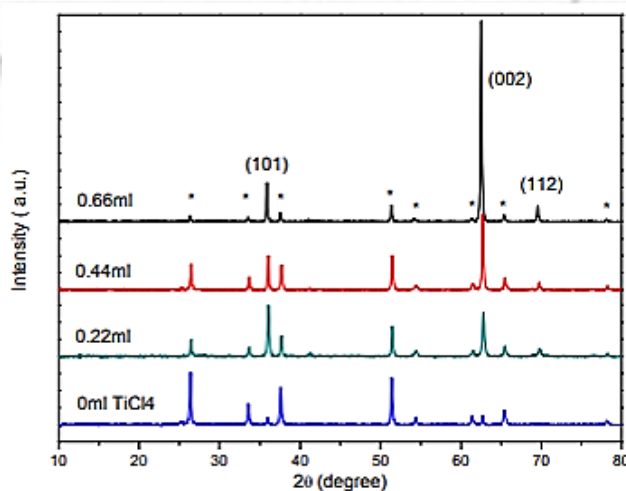 (002)
(101)
(112)
0.66ml
* * * * * * * *
0.44ml
0.22ml
0ml TiCl4
Intensity ( a.u.)
10 20 30 40 50 60 70 80
2θ (degree)